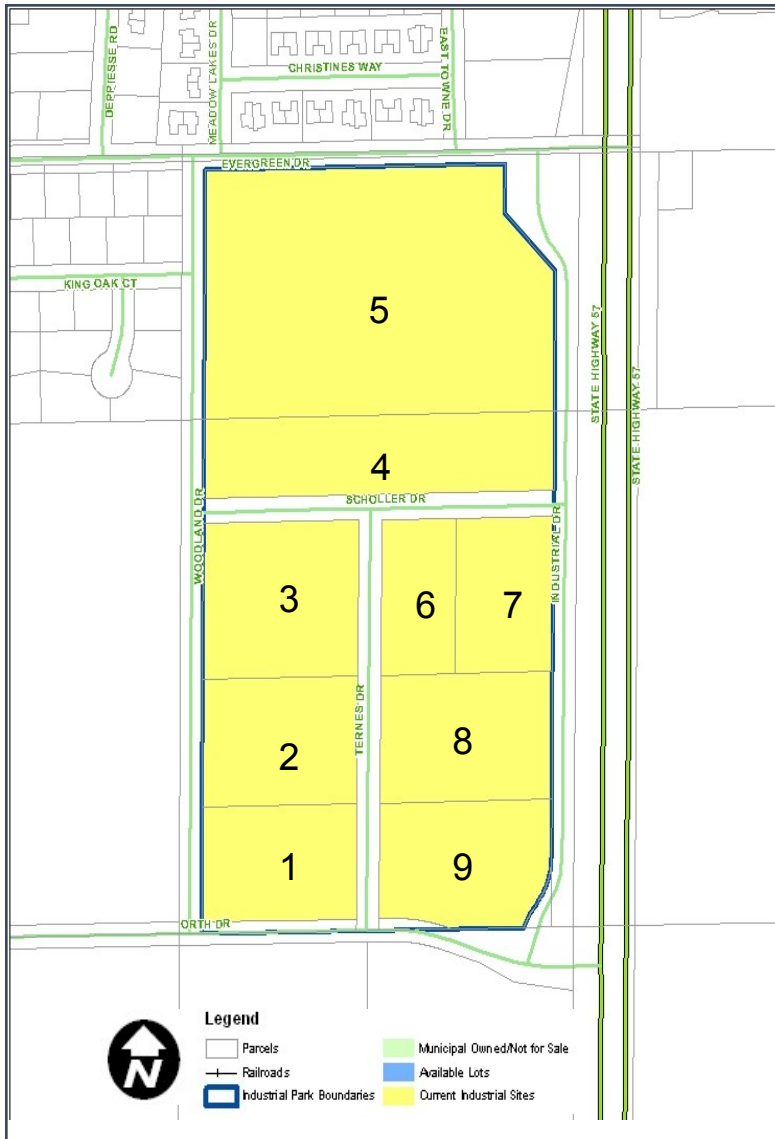 DEPPIESSE RD
MEADOW LAKES DR
CHRISTINES WAY
EAST TOWNE DR
EVERGREEN DR
KING OAK CT
5
STATE HIGHWAY 57
STATE HIGHWAY 57
4
SCHOLLER DR
WOODLAND DR
INDUSTRIAL DR
3
6
7
TERNES DR
2
8
1
9
ORTH DR
Legend
Parcels
Railroads
Industrial Park Boundaries
Municipal Owned/Not for Sale
Available Lots
Current Industrial Sites
N